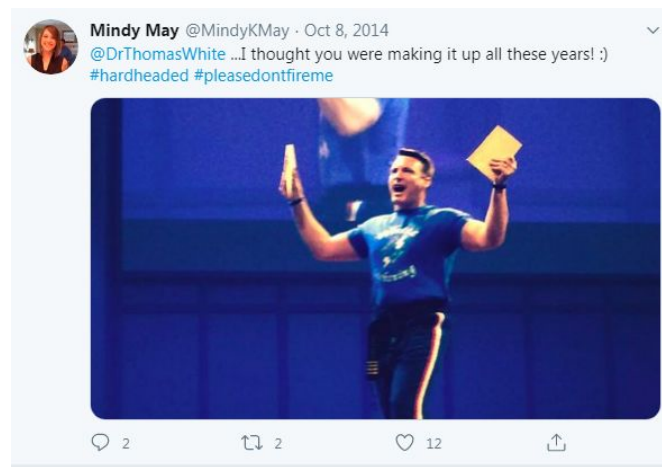 Mindy May @MindyKMay · Oct 8, 2014
@DrThomasWhite ...I thought you were making it up all these years! :)
#hardheaded #pleasedontfireme
2 2 12